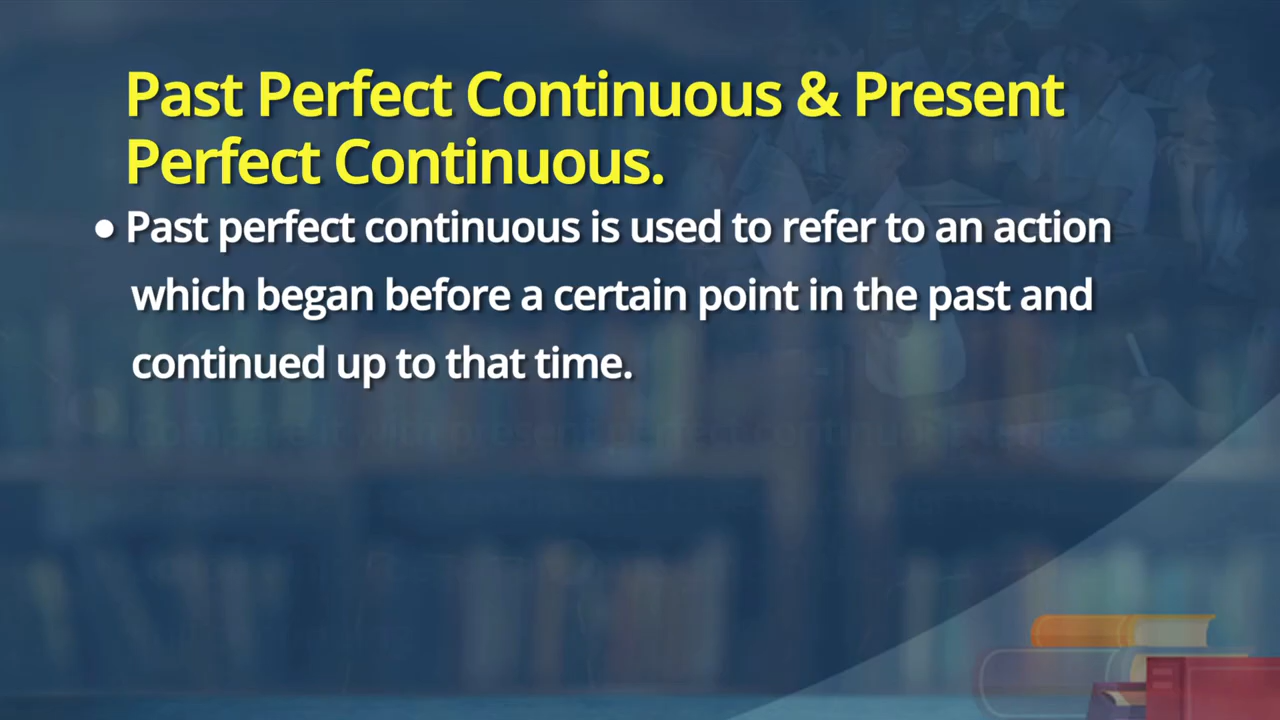 Past Perfect Continuous & Present
Perfect Continuous.
● Past perfect continuous is used to refer to an action
which began before a certain point in the past and
continued up to that time.